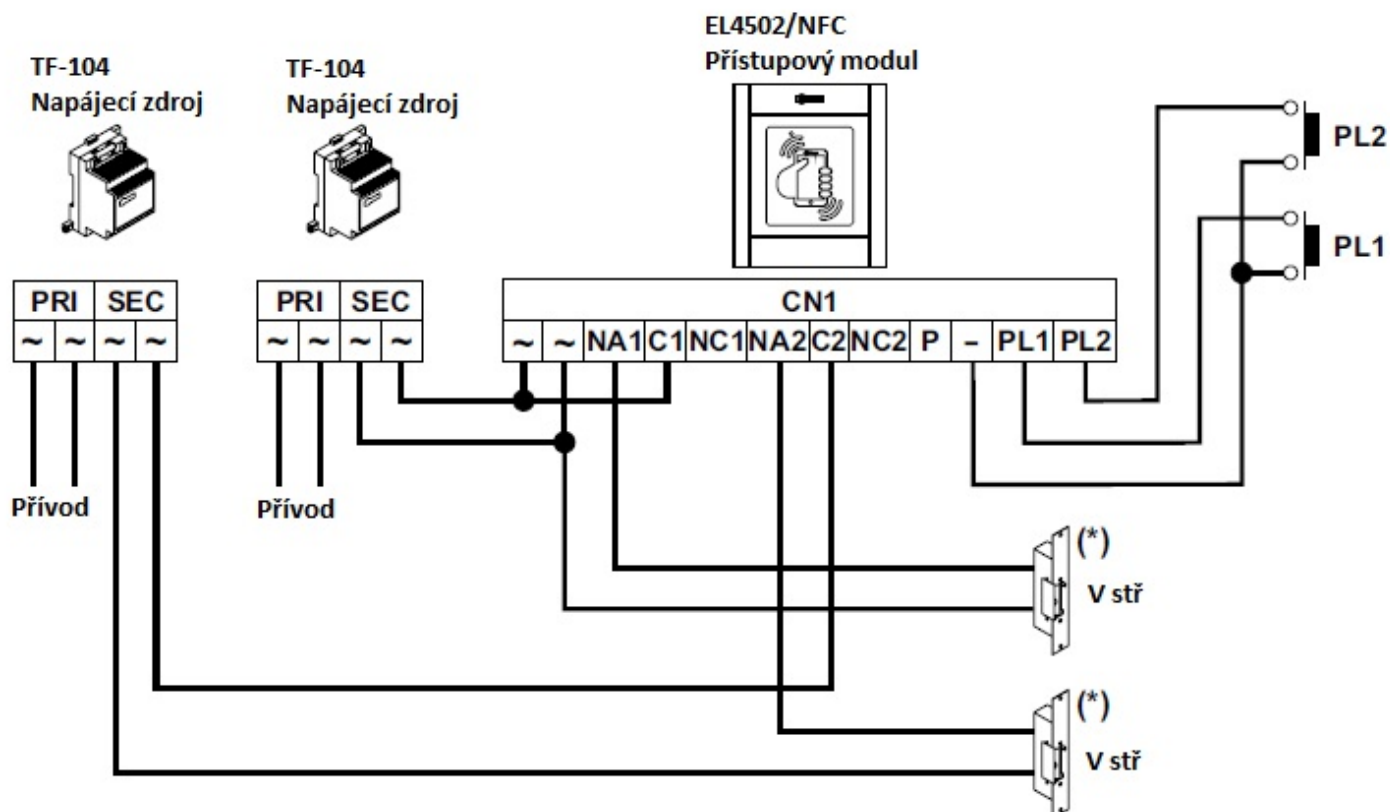 EL4502/NFC
Přístupový modul
TF-104
Napájecí zdroj
TF-104
Napájecí zdroj
PL2
PL1
PRI SEC
~ ~ ~ ~
PRI SEC
~ ~ ~ ~
CN1
~ ~ NA1 C1 NC1 NA2 C2 NC2 P - PL1 PL2
Přívod
Přívod
(*)
V stř
(*)
V stř